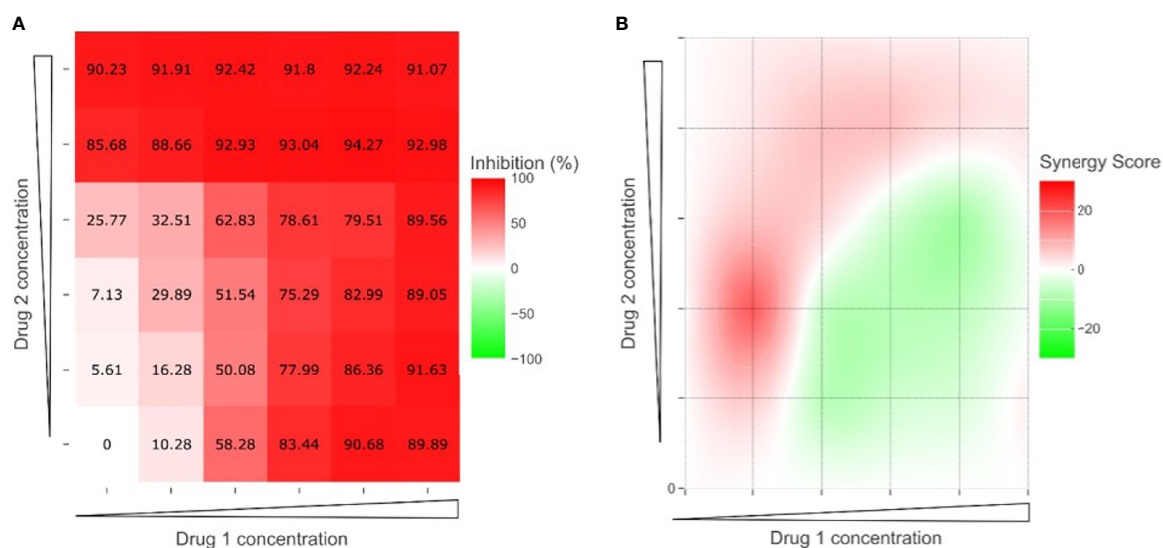 A
B
90.23 91.91 92.42 91.8 92.24 91.07
85.68 88.66 92.93 93.04 94.27 92.98
25.77 32.51 62.83 78.61 79.51 89.56
7.13 29.89 51.54 75.29 82.99 89.05
5.61 16.28 50.08 77.99 86.36 91.63
0 10.28 58.28 83.44 90.68 89.89
Drug 2 concentration
Drug 1 concentration
Inhibition (%)
100
50
0
−50
−100
Drug 2 concentration
0
Drug 1 concentration
Synergy Score
20
0
−20